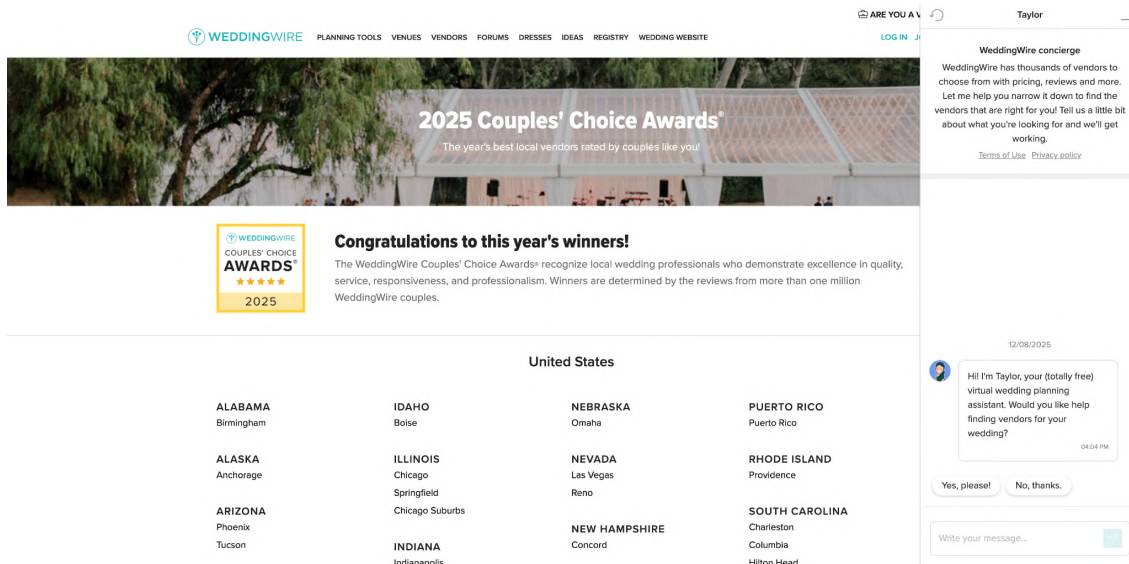 ARE YOU A V
WEDDINGWIRE
PLANNING TOOLS VENUES VENDORS FORUMS DRESSES IDEAS REGISTRY WEDDING WEBSITE
LOG IN JO
2025 Couples' Choice Awards®
The year's best local vendors rated by couples like you!
WEDDINGWIRE
COUPLES' CHOICE
AWARDS®
2025
Congratulations to this year's winners!
The WeddingWire Couples' Choice Awards® recognize local wedding professionals who demonstrate excellence in quality,
service, responsiveness, and professionalism. Winners are determined by the reviews from more than one million
WeddingWire couples.
United States
ALABAMA
Birmingham
ALASKA
Anchorage
ARIZONA
Phoenix
Tucson
IDAHO
Boise
ILLINOIS
Chicago
Springfield
Chicago Suburbs
INDIANA
Indianapolis
NEBRASKA
Omaha
NEVADA
Las Vegas
Reno
NEW HAMPSHIRE
Concord
PUERTO RICO
Puerto Rico
RHODE ISLAND
Providence
SOUTH CAROLINA
Charleston
Columbia
Hilton Head
Taylor
WeddingWire concierge
WeddingWire has thousands of vendors to
choose from with pricing, reviews and more.
Let me help you narrow it down to find the
vendors that are right for you! Tell us a little bit
about what you're looking for and we'll get
working.
Terms of Use Privacy policy
12/08/2025
Hi! I'm Taylor, your (totally free)
virtual wedding planning
assistant. Would you like help
finding vendors for your
wedding?
04:04 PM
Yes, please! No, thanks.
Write your message...